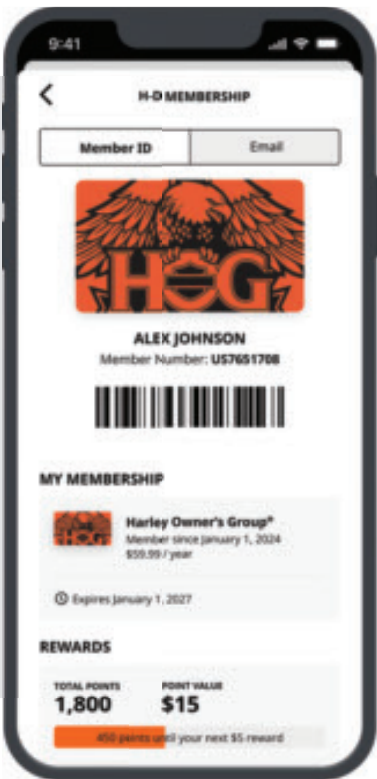 9:41
H-D MEMBERSHIP
Member ID
Email
HOG
ALEX JOHNSON
Member Number: US7651708
MY MEMBERSHIP
HOG
Harley Owner's Group®
Member since January 1, 2024
$59.99 / year
Expires January 1, 2027
REWARDS
TOTAL POINTS
POINT VALUE
1,800
$15
450 points until your next $5 reward